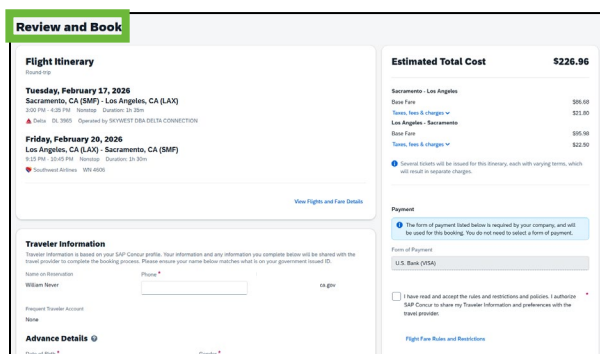 Review and Book
Flight Itinerary
Round-trip
Tuesday, February 17, 2026
Sacramento, CA (SMF) - Los Angeles, CA (LAX)
3:00 PM - 4:35 PM Nonstop Duration: 1h 35m
Delta DL 3985 Operated by SKYWEST DBA DELTA CONNECTION
Friday, February 20, 2026
Los Angeles, CA (LAX) - Sacramento, CA (SMF)
9:15 PM - 10:45 PM Nonstop Duration: 1h 30m
Southwest Airlines WN 4606
View Flights and Fare Details
Traveler Information
Traveler Information is based on your SAP Concur profile. Your information and any information you complete below will be shared with the
travel provider to complete the booking process. Please ensure your name below matches what is on your government issued ID.
Name on Reservation Phone *
William Never ca.gov
Frequent Traveler Account
None
Advance Details
Date of Birth * Gender *
Estimated Total Cost $226.96
Sacramento - Los Angeles
Base Fare $86.68
Taxes, fees & charges $21.80
Los Angeles - Sacramento
Base Fare $95.98
Taxes, fees & charges $22.50
Several tickets will be issued for this itinerary, each with varying terms, which
will result in separate charges.
Payment
The form of payment listed below is required by your company, and will
be used for this booking. You do not need to select a form of payment.
Form of Payment
U.S. Bank (VISA)
I have read and accept the rules and restrictions and policies. I authorize *
SAP Concur to share my Traveler Information and preferences with the
travel provider.
Flight Fare Rules and Restrictions